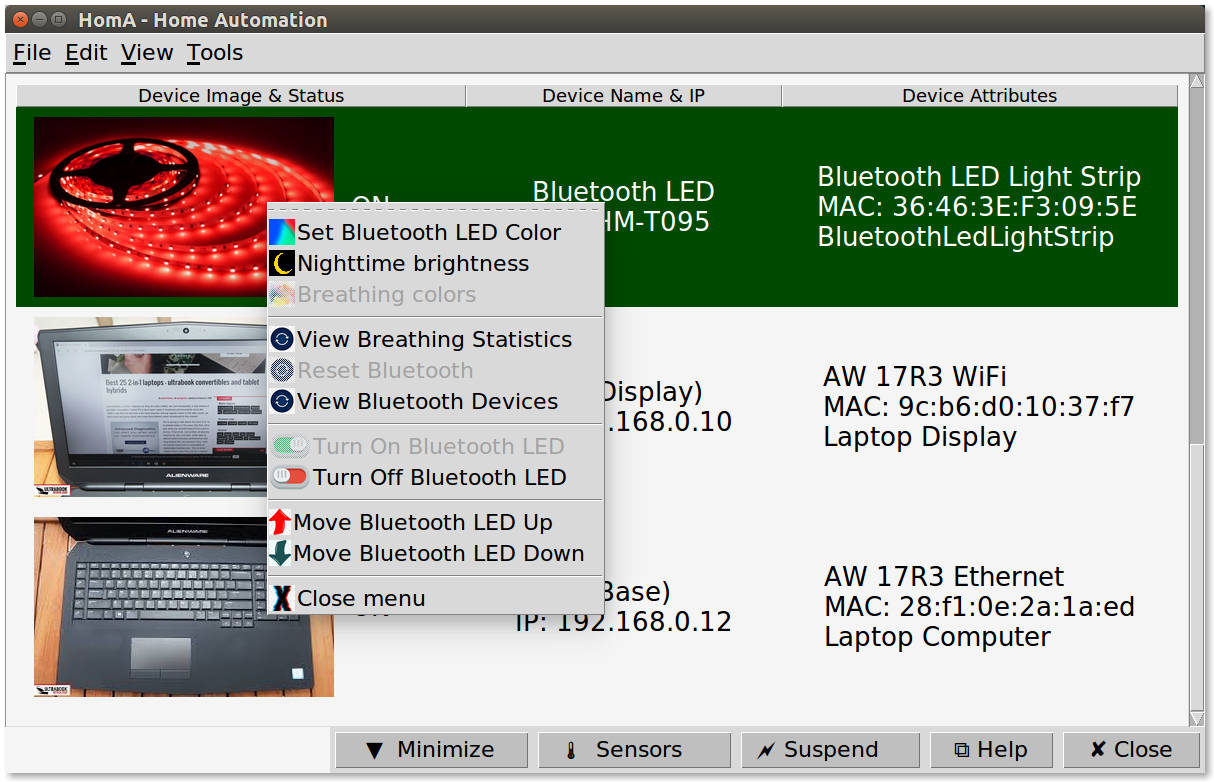 HomA - Home Automation
File Edit View Tools
Device Image & Status Device Name & IP Device Attributes
Bluetooth LED
HM-T095
Bluetooth LED Light Strip
MAC: 36:46:3E:F3:09:5E
BluetoothLedLightStrip
ON
Set Bluetooth LED Color
Nighttime brightness
Breathing colors
View Breathing Statistics
Reset Bluetooth
View Bluetooth Devices
Turn On Bluetooth LED
Turn Off Bluetooth LED
Move Bluetooth LED Up
Move Bluetooth LED Down
Close menu
Best 25 2-in-1 laptops - ultrabook convertibles and tablet
hybrids
ALIENWARE
ULTRABOOK
Display)
.168.0.10
AW 17R3 WiFi
MAC: 9c:b6:d0:10:37:f7
Laptop Display
ALIENWARE
ULTRABOOK
Base)
IP: 192.168.0.12
AW 17R3 Ethernet
MAC: 28:f1:0e:2a:1a:ed
Laptop Computer
Minimize Sensors Suspend Help Close